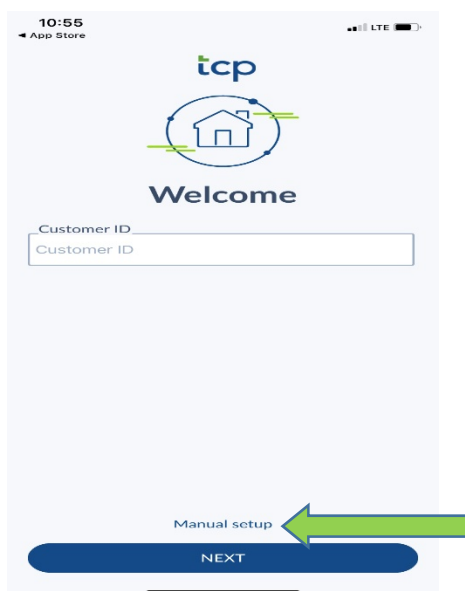 10:55
◄ App Store
LTE
tcp
Welcome
Customer ID
Customer ID
Manual setup
NEXT